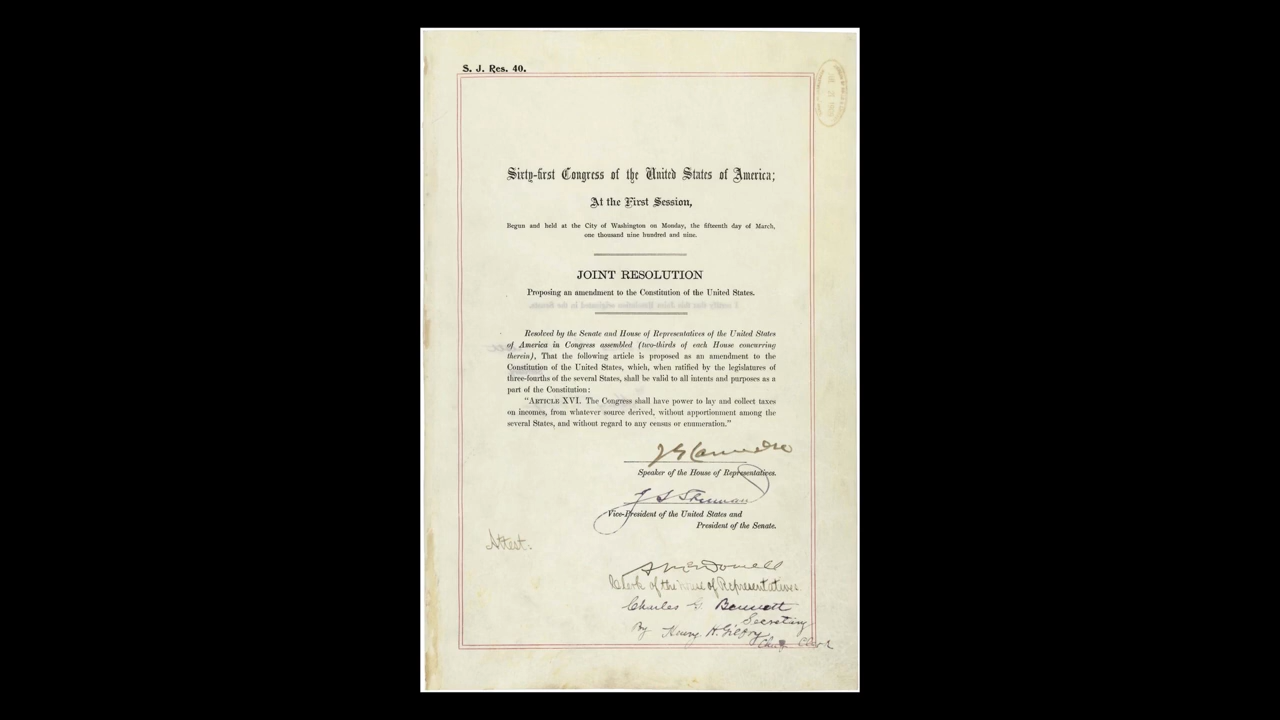 S. J. Res. 40.
Sixty-first Congress of the United States of America;
At the First Session,
Begun and held at the City of Washington on Monday, the fifteenth day of March,
one thousand nine hundred and nine.
JOINT RESOLUTION
Proposing an amendment to the Constitution of the United States.
Resolved by the Senate and House of Representatives of the United States
of America in Congress assembled (two-thirds of each House concurring
therein), That the following article is proposed as an amendment to the
Constitution of the United States, which, when ratified by the legislatures of
three-fourths of the several States, shall be valid to all intents and purposes as a
part of the Constitution:
"ARTICLE XVI. The Congress shall have power to lay and collect taxes
on incomes, from whatever source derived, without apportionment among the
several States, and without regard to any census or enumeration."
J G Cannon
Speaker of the House of Representatives.
J S Sherman
Vice-President of the United States and
President of the Senate.
Attest:
A McDowell
Clerk of the House of Representatives.
Charles G. Bennett
Secretary
By Henry H. Gilfry
Chief Clerk